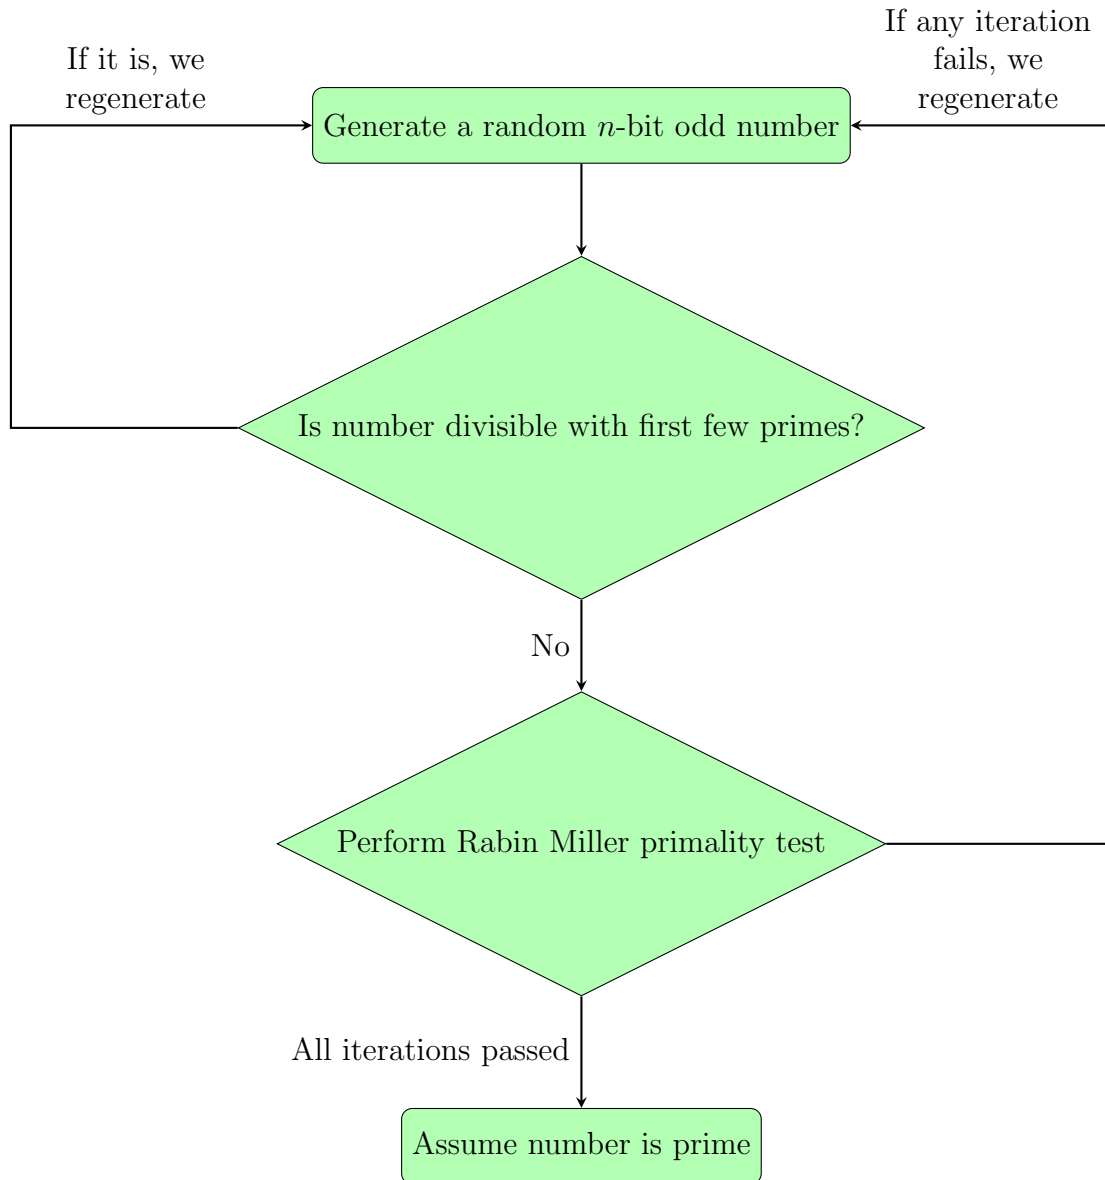 If it is, we
regenerate
If any iteration
fails, we
regenerate
Generate a random n-bit odd number
Is number divisible with first few primes?
No
Perform Rabin Miller primality test
All iterations passed
Assume number is prime